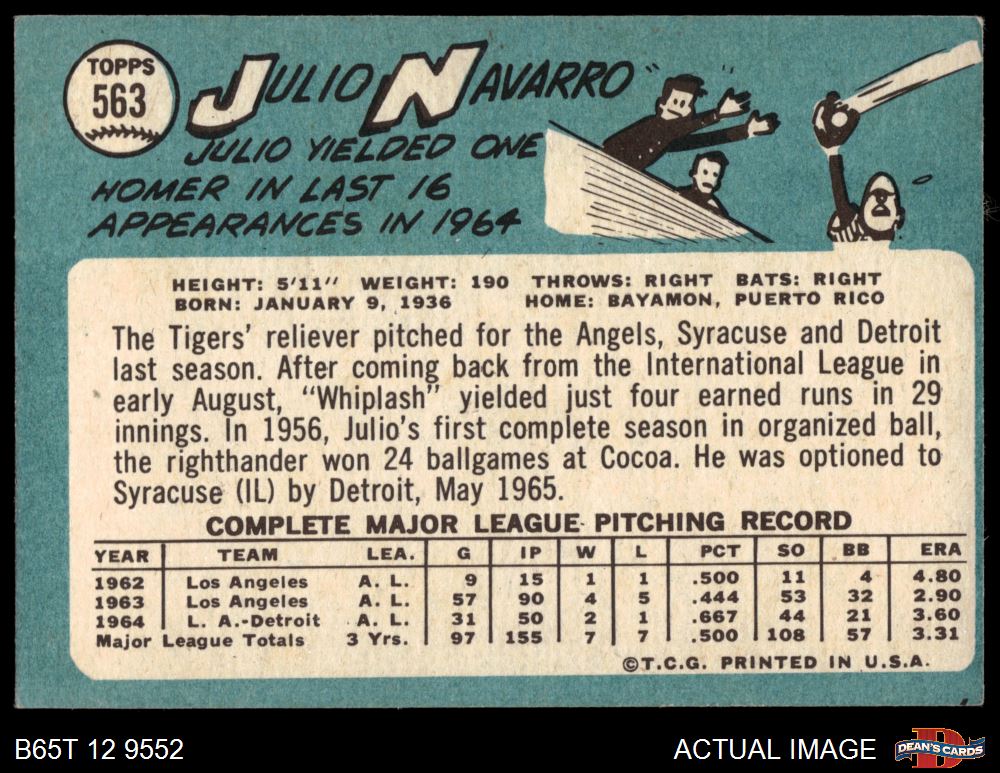 TOPPS
563
JULIO NAVARRO
JULIO YIELDED ONE
HOMER IN LAST 16
APPEARANCES IN 1964
HEIGHT: 5'11" WEIGHT: 190 THROWS: RIGHT BATS: RIGHT
BORN: JANUARY 9, 1936 HOME: BAYAMON, PUERTO RICO
The Tigers' reliever pitched for the Angels, Syracuse and Detroit
last season. After coming back from the International League in
early August, "Whiplash" yielded just four earned runs in 29
innings. In 1956, Julio's first complete season in organized ball,
the righthander won 24 ballgames at Cocoa. He was optioned to
Syracuse (IL) by Detroit, May 1965.
COMPLETE MAJOR LEAGUE PITCHING RECORD
YEAR TEAM LEA. G IP W L PCT SO BB ERA
1962 Los Angeles A. L. 9 15 1 1 .500 11 4 4.80
1963 Los Angeles A. L. 57 90 4 5 .444 53 32 2.90
1964 L. A.-Detroit A. L. 31 50 2 1 .667 44 21 3.60
Major League Totals 3 Yrs. 97 155 7 7 .500 108 57 3.31
©T.C.G. PRINTED IN U.S.A.
B65T 12 9552
ACTUAL IMAGE
D
DEAN'S CARDS